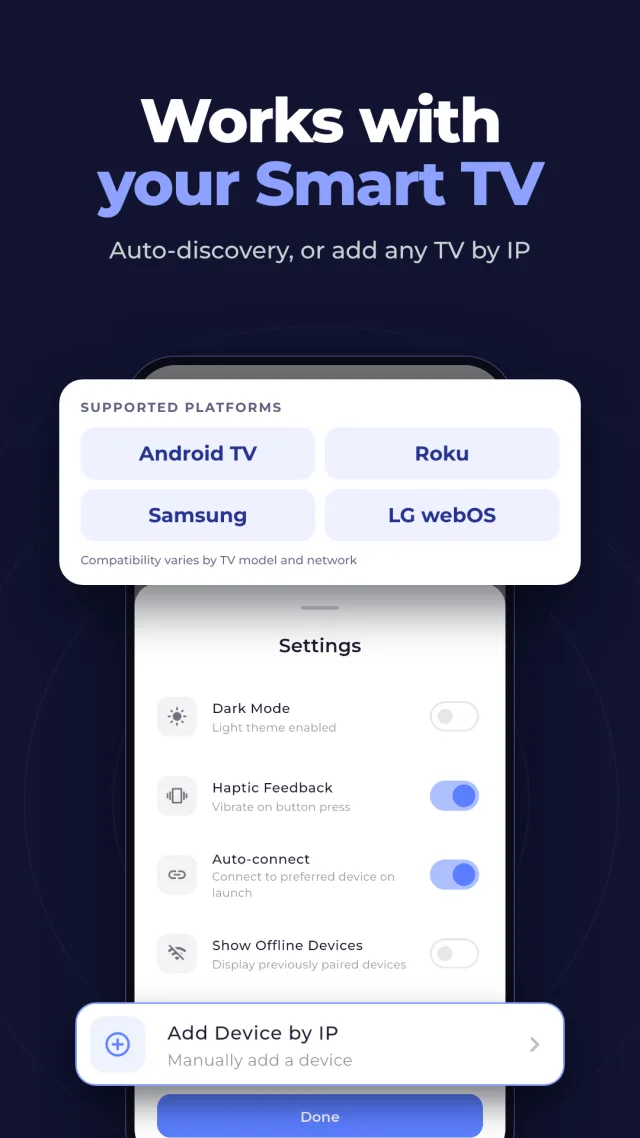 Works with
your Smart TV
Auto-discovery, or add any TV by IP
SUPPORTED PLATFORMS
Android TV
Roku
Samsung
LG webOS
Compatibility varies by TV model and network
Settings
Dark Mode
Light theme enabled
Haptic Feedback
Vibrate on button press
Auto-connect
Connect to preferred device on
launch
Show Offline Devices
Display previously paired devices
Add Device by IP
Manually add a device
Done